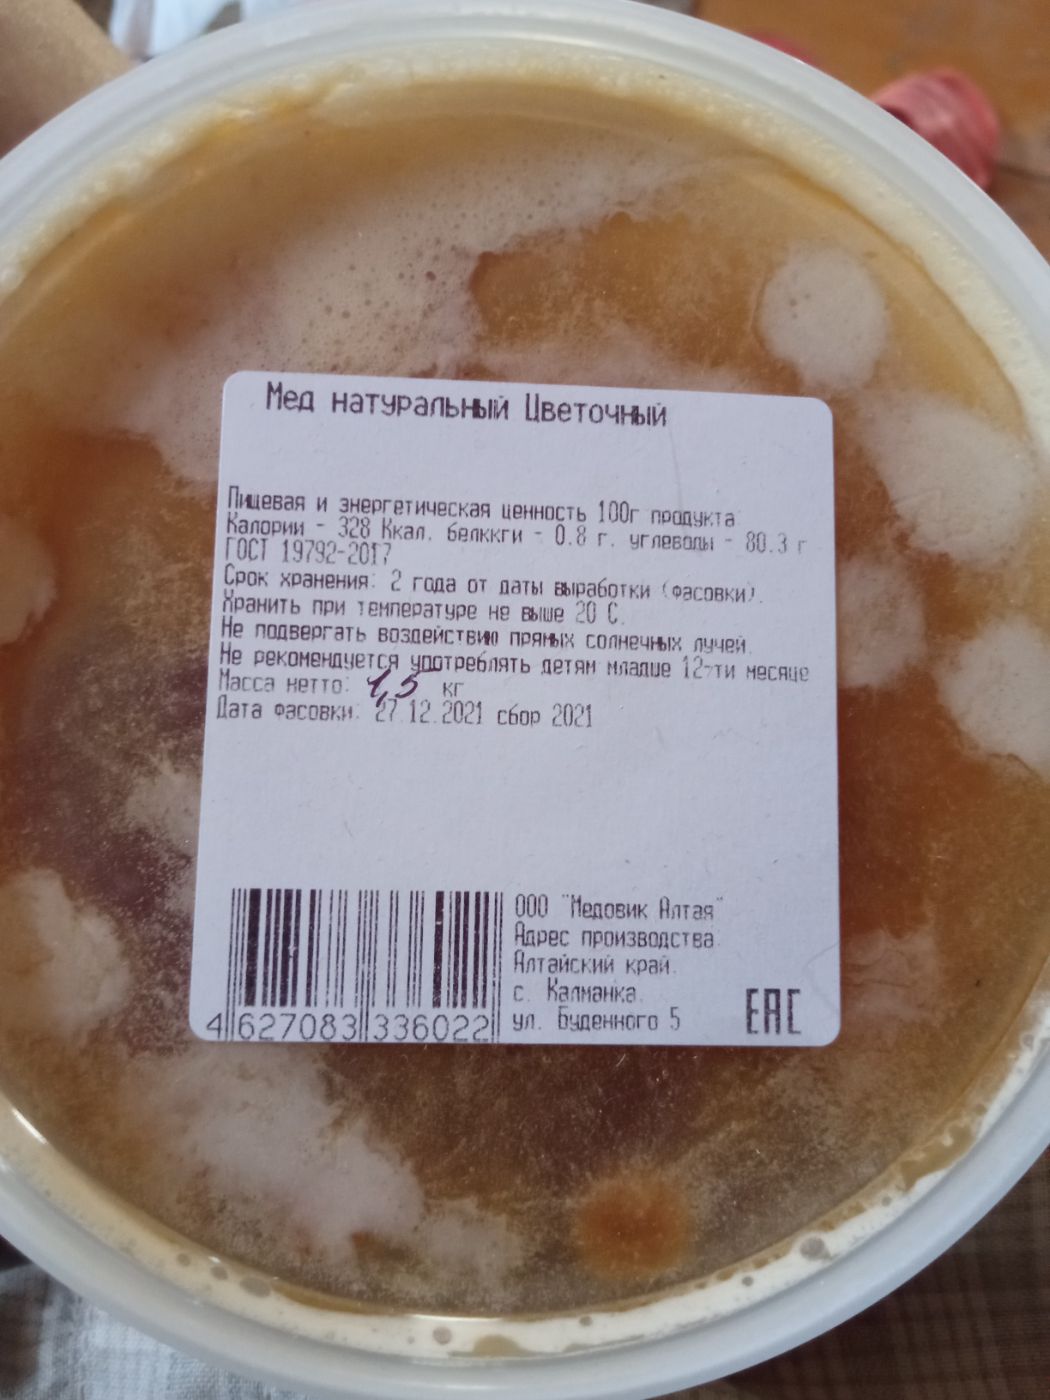 Мед натуральный Цветочный
Пищевая и энергетическая ценность 100г продукта:
Калории - 328 Ккал, белккги - 0.8 г, углеводы - 80.3 г
ГОСТ 19792-2017
Срок хранения: 2 года от даты выработки (фасовки).
Хранить при температуре не выше 20 С.
Не подвергать воздействию прямых солнечных лучей.
Не рекомендуется употреблять детям младше 12-ти месяце
Масса нетто: 1,5 кг
Дата фасовки: 27.12.2021 сбор 2021
ООО "Медовик Алтая"
Адрес производства:
Алтайский край,
с. Калманка,
ул. Буденного 5
EAC
4 627083 336022